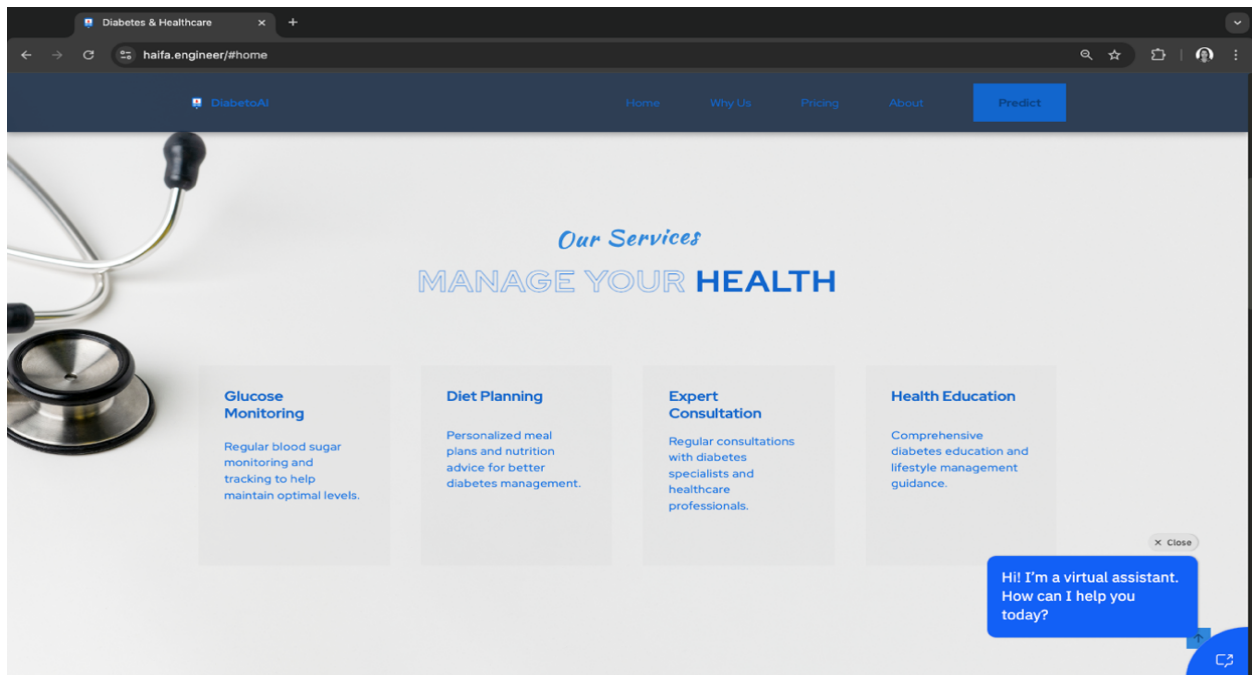 Diabetes & Healthcare
haifa.engineer/#home
DiabetoAI
Home
Why Us
Pricing
About
Predict
Our Services
MANAGE YOUR HEALTH
Glucose
Monitoring
Regular blood sugar
monitoring and
tracking to help
maintain optimal levels.
Diet Planning
Personalized meal
plans and nutrition
advice for better
diabetes management.
Expert
Consultation
Regular consultations
with diabetes
specialists and
healthcare
professionals.
Health Education
Comprehensive
diabetes education and
lifestyle management
guidance.
Close
Hi! I'm a virtual assistant.
How can I help you
today?